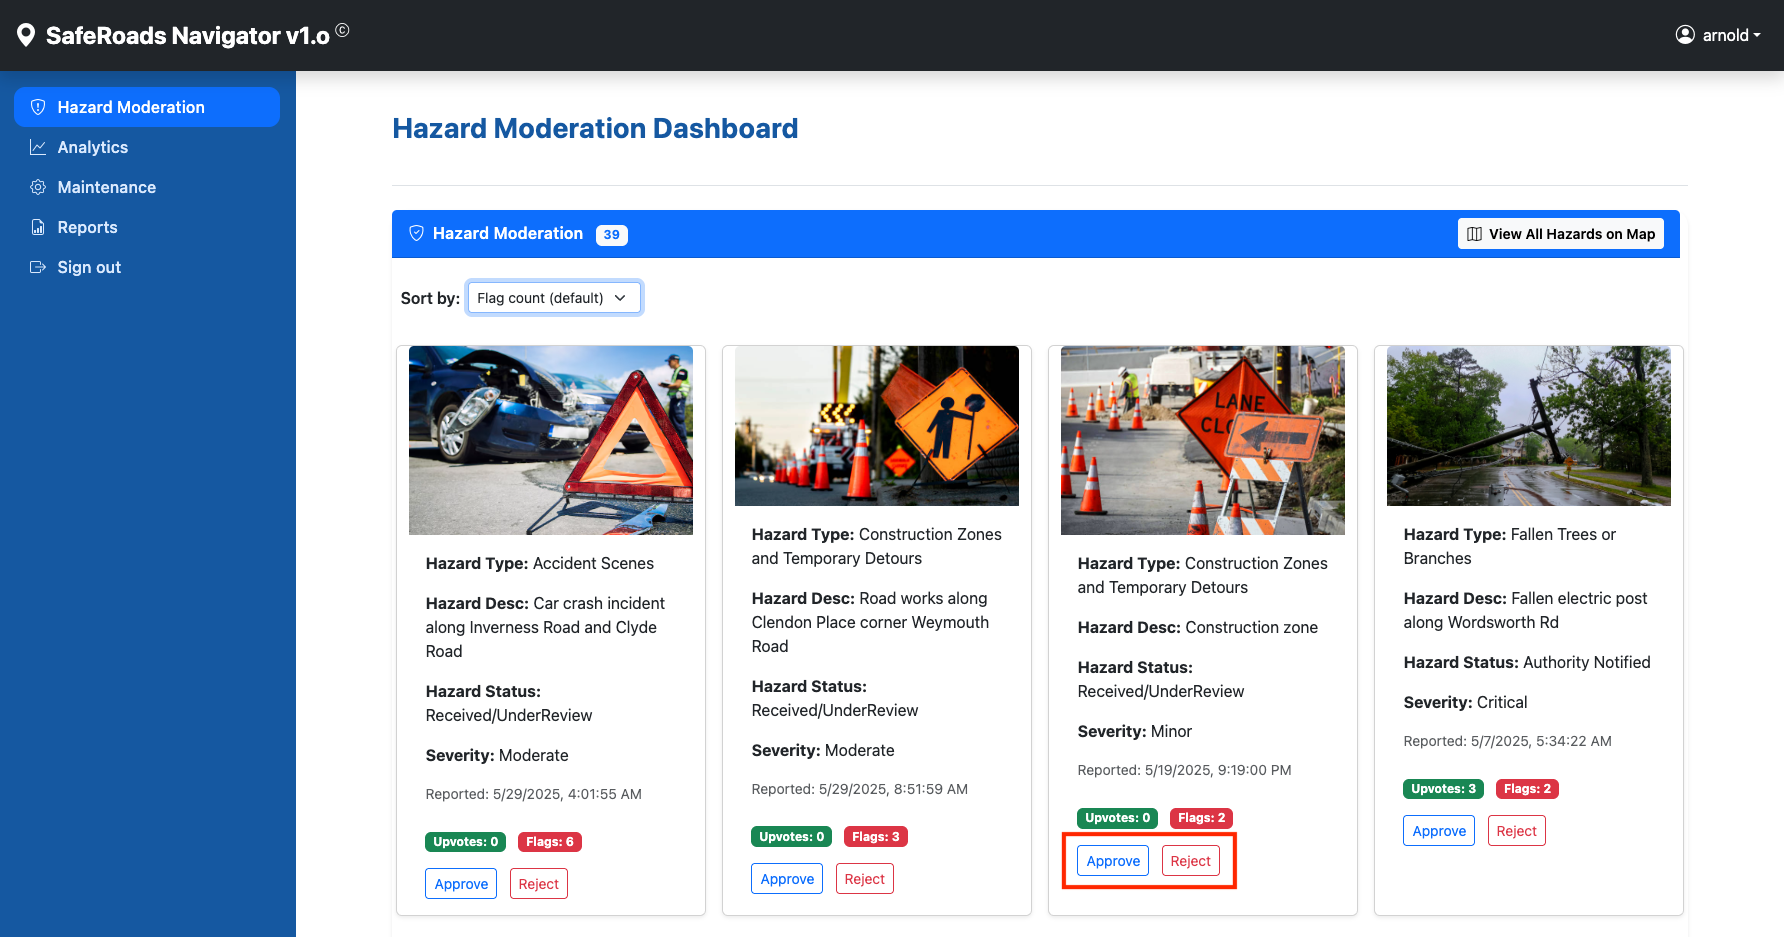 SafeRoads Navigator v1.o ©
arnold
Hazard Moderation
Analytics
Maintenance
Reports
Sign out
Hazard Moderation Dashboard
Hazard Moderation 39
View All Hazards on Map
Sort by: Flag count (default)
Hazard Type: Accident Scenes
Hazard Desc: Car crash incident
along Inverness Road and Clyde
Road
Hazard Status:
Received/UnderReview
Severity: Moderate
Reported: 5/29/2025, 4:01:55 AM
Upvotes: 0 Flags: 6
Approve Reject
Hazard Type: Construction Zones
and Temporary Detours
Hazard Desc: Road works along
Clendon Place corner Weymouth
Road
Hazard Status:
Received/UnderReview
Severity: Moderate
Reported: 5/29/2025, 8:51:59 AM
Upvotes: 0 Flags: 3
Approve Reject
LANE
CLO
Hazard Type: Construction Zones
and Temporary Detours
Hazard Desc: Construction zone
Hazard Status:
Received/UnderReview
Severity: Minor
Reported: 5/19/2025, 9:19:00 PM
Upvotes: 0 Flags: 2
Approve Reject
Hazard Type: Fallen Trees or
Branches
Hazard Desc: Fallen electric post
along Wordsworth Rd
Hazard Status: Authority Notified
Severity: Critical
Reported: 5/7/2025, 5:34:22 AM
Upvotes: 3 Flags: 2
Approve Reject